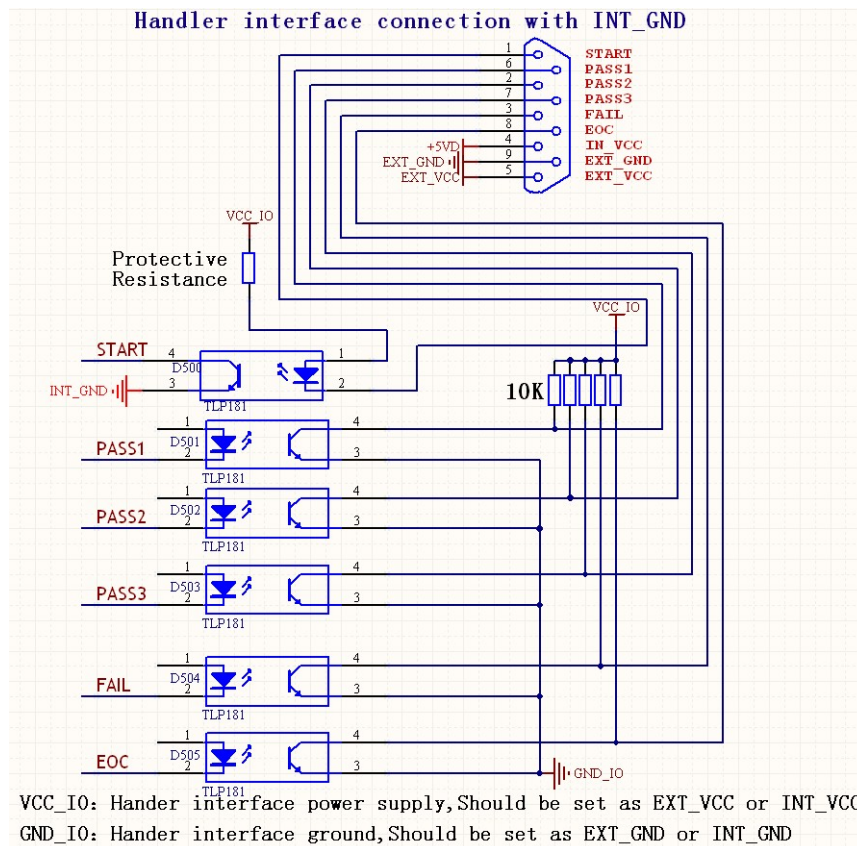 Handler interface connection with INT_GND
1 START
6 PASS1
2 PASS2
7 PASS3
3 FAIL
8 EOC
+5VD 4 IN_VCC
EXT_GND 9 EXT_GND
EXT_VCC 5 EXT_VCC
VCC_IO
Protective
Resistance
VCC_IO
START 4 1
D500
INT_GND 3 2
TLP181
10K
1 4
D501
PASS1 2 3
TLP181
1 4
D502
PASS2 2 3
TLP181
1 4
D503
PASS3 2 3
TLP181
1 4
D504
FAIL 2 3
TLP181
1 4
D505
EOC 2 3
GND_IO
TLP181
VCC_IO: Hander interface power supply,Should be set as EXT_VCC or INT_VCC
GND_IO: Hander interface ground,Should be set as EXT_GND or INT_GND